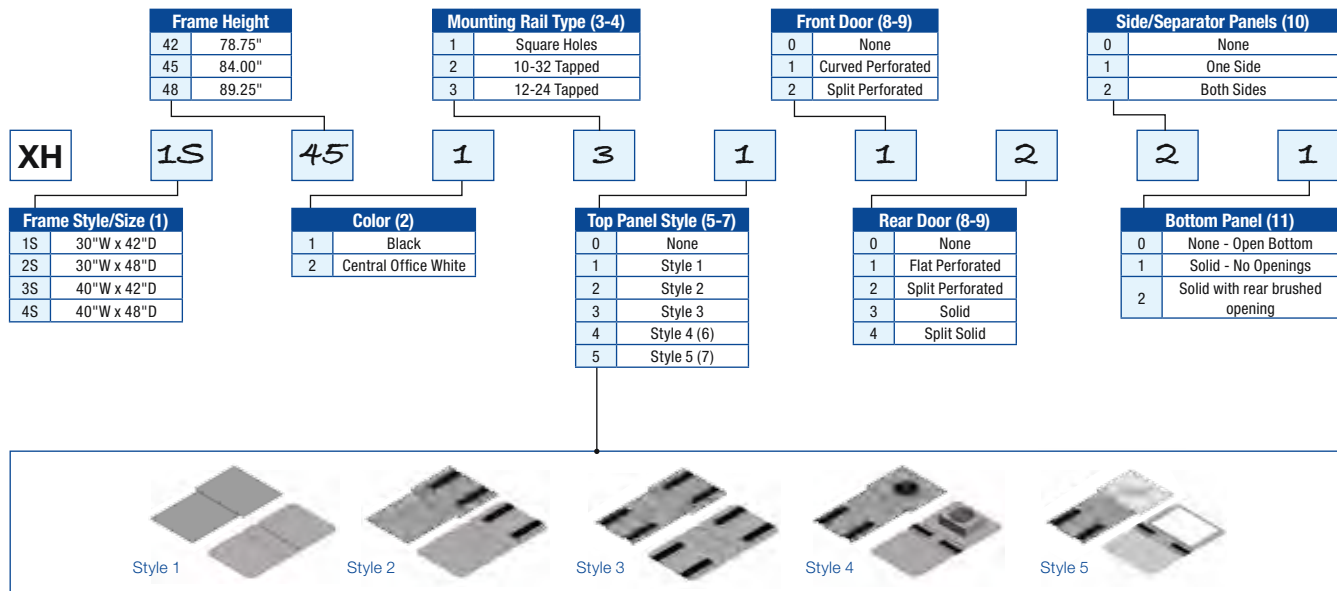 Frame Height
42 78.75"
45 84.00"
48 89.25"
Mounting Rail Type (3-4)
1 Square Holes
2 10-32 Tapped
3 12-24 Tapped
Front Door (8-9)
0 None
1 Curved Perforated
2 Split Perforated
Side/Separator Panels (10)
0 None
1 One Side
2 Both Sides
XH 1S 45 1 3 1 1 2 2 1
Frame Style/Size (1)
1S 30"W x 42"D
2S 30"W x 48"D
3S 40"W x 42"D
4S 40"W x 48"D
Color (2)
1 Black
2 Central Office White
Top Panel Style (5-7)
0 None
1 Style 1
2 Style 2
3 Style 3
4 Style 4 (6)
5 Style 5 (7)
Rear Door (8-9)
0 None
1 Flat Perforated
2 Split Perforated
3 Solid
4 Split Solid
Bottom Panel (11)
0 None - Open Bottom
1 Solid - No Openings
2 Solid with rear brushed
opening
Style 1 Style 2 Style 3 Style 4 Style 5